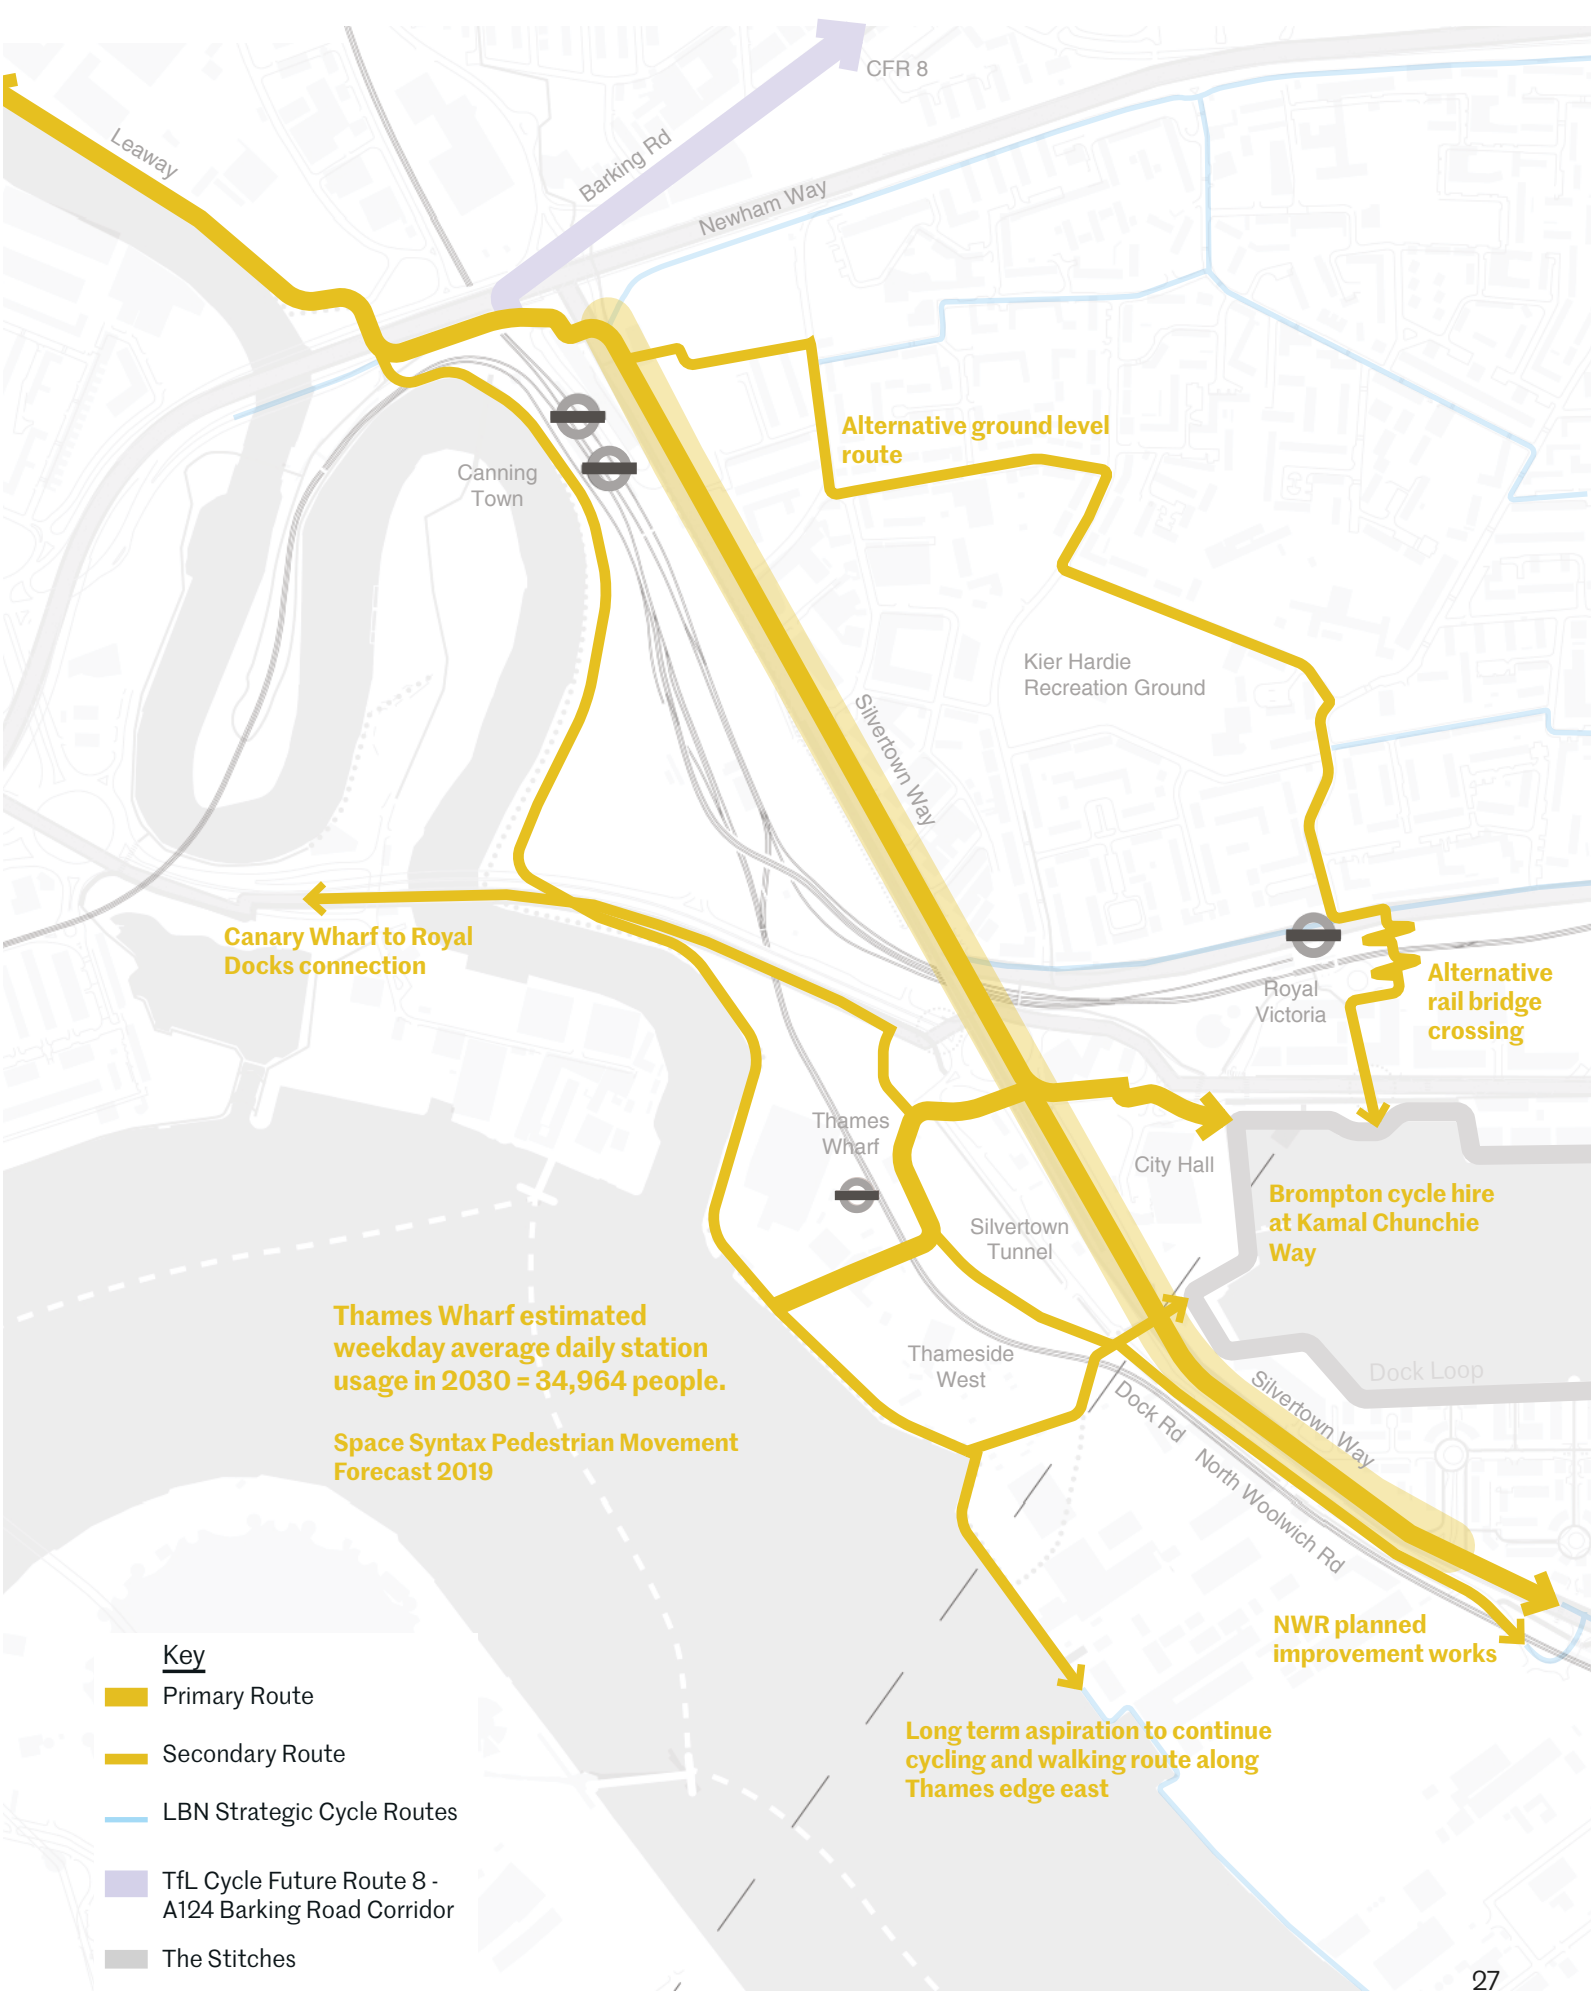 CFR 8
Leaway
Barking Rd
Newham Way
Alternative ground level
route
Canning
Town
Kier Hardie
Recreation Ground
Silvertown Way
Canary Wharf to Royal
Docks connection
Royal
Victoria
Alternative
rail bridge
crossing
Thames
Wharf
City Hall
Brompton cycle hire
at Kamal Chunchie
Way
Silvertown
Tunnel
Thames Wharf estimated
weekday average daily station
usage in 2030 = 34,964 people.
Space Syntax Pedestrian Movement
Forecast 2019
Thameside
West
Dock Loop
Dock Rd
Silvertown Way
North Woolwich Rd
NWR planned
improvement works
Long term aspiration to continue
cycling and walking route along
Thames edge east
Key
Primary Route
Secondary Route
LBN Strategic Cycle Routes
TfL Cycle Future Route 8 -
A124 Barking Road Corridor
The Stitches
27